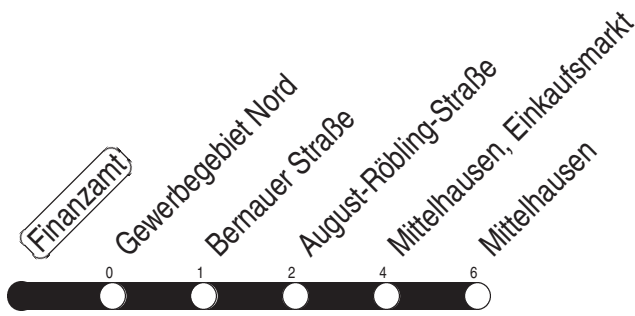 Finanzamt
Gewerbegebiet Nord
Bernauer Straße
August-Röbling-Straße
Mittelhausen, Einkaufsmarkt
Mittelhausen
0 1 2 4 6